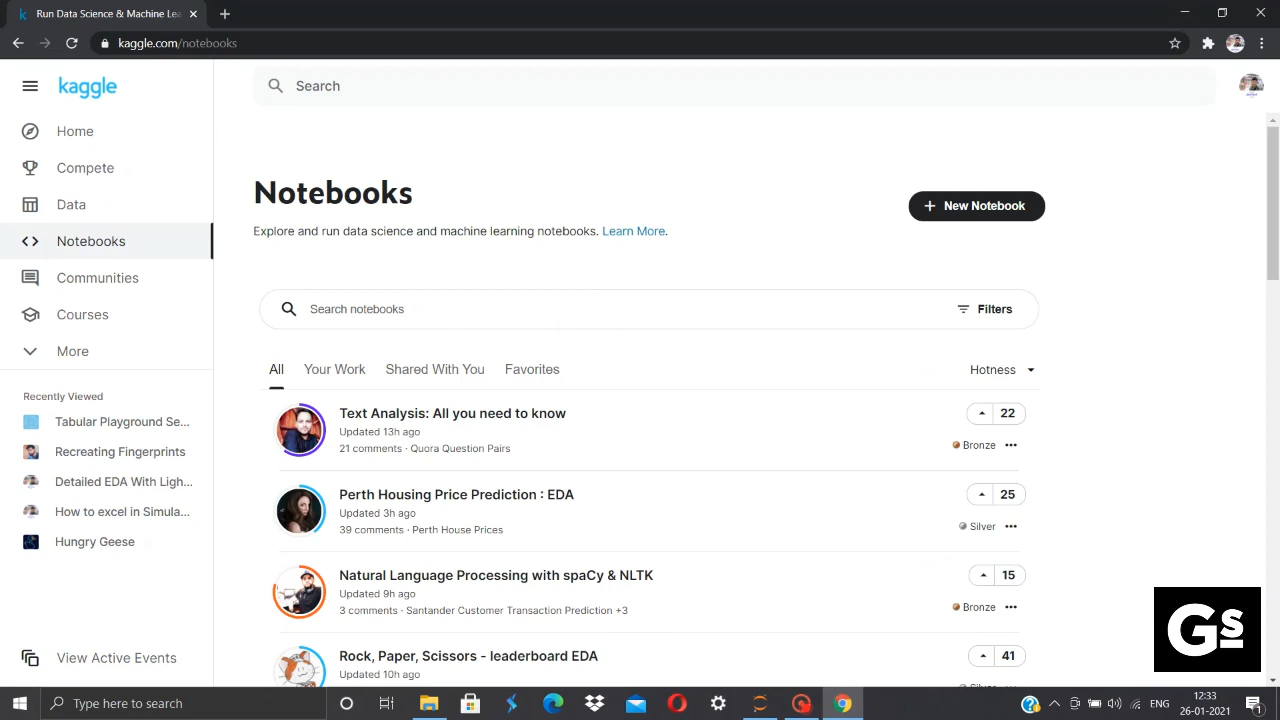 Run Data Science & Machine Le
kaggle.com/notebooks
kaggle
Search
Home
Compete
Data
Notebooks
Communities
Courses
More
Recently Viewed
Tabular Playground Se...
Recreating Fingerprints
Detailed EDA With Ligh...
How to excel in Simula...
Hungry Geese
View Active Events
Notebooks
+ New Notebook
Explore and run data science and machine learning notebooks. Learn More.
Search notebooks
Filters
All Your Work Shared With You Favorites
Hotness
Text Analysis: All you need to know
22
Updated 13h ago
21 comments · Quora Question Pairs
Bronze
Perth Housing Price Prediction : EDA
25
Updated 3h ago
39 comments · Perth House Prices
Silver
Natural Language Processing with spaCy & NLTK
15
Updated 9h ago
3 comments · Santander Customer Transaction Prediction +3
Bronze
Rock, Paper, Scissors - leaderboard EDA
41
Updated 10h ago
Silver
Gs
Type here to search
ENG
12:33
26-01-2021